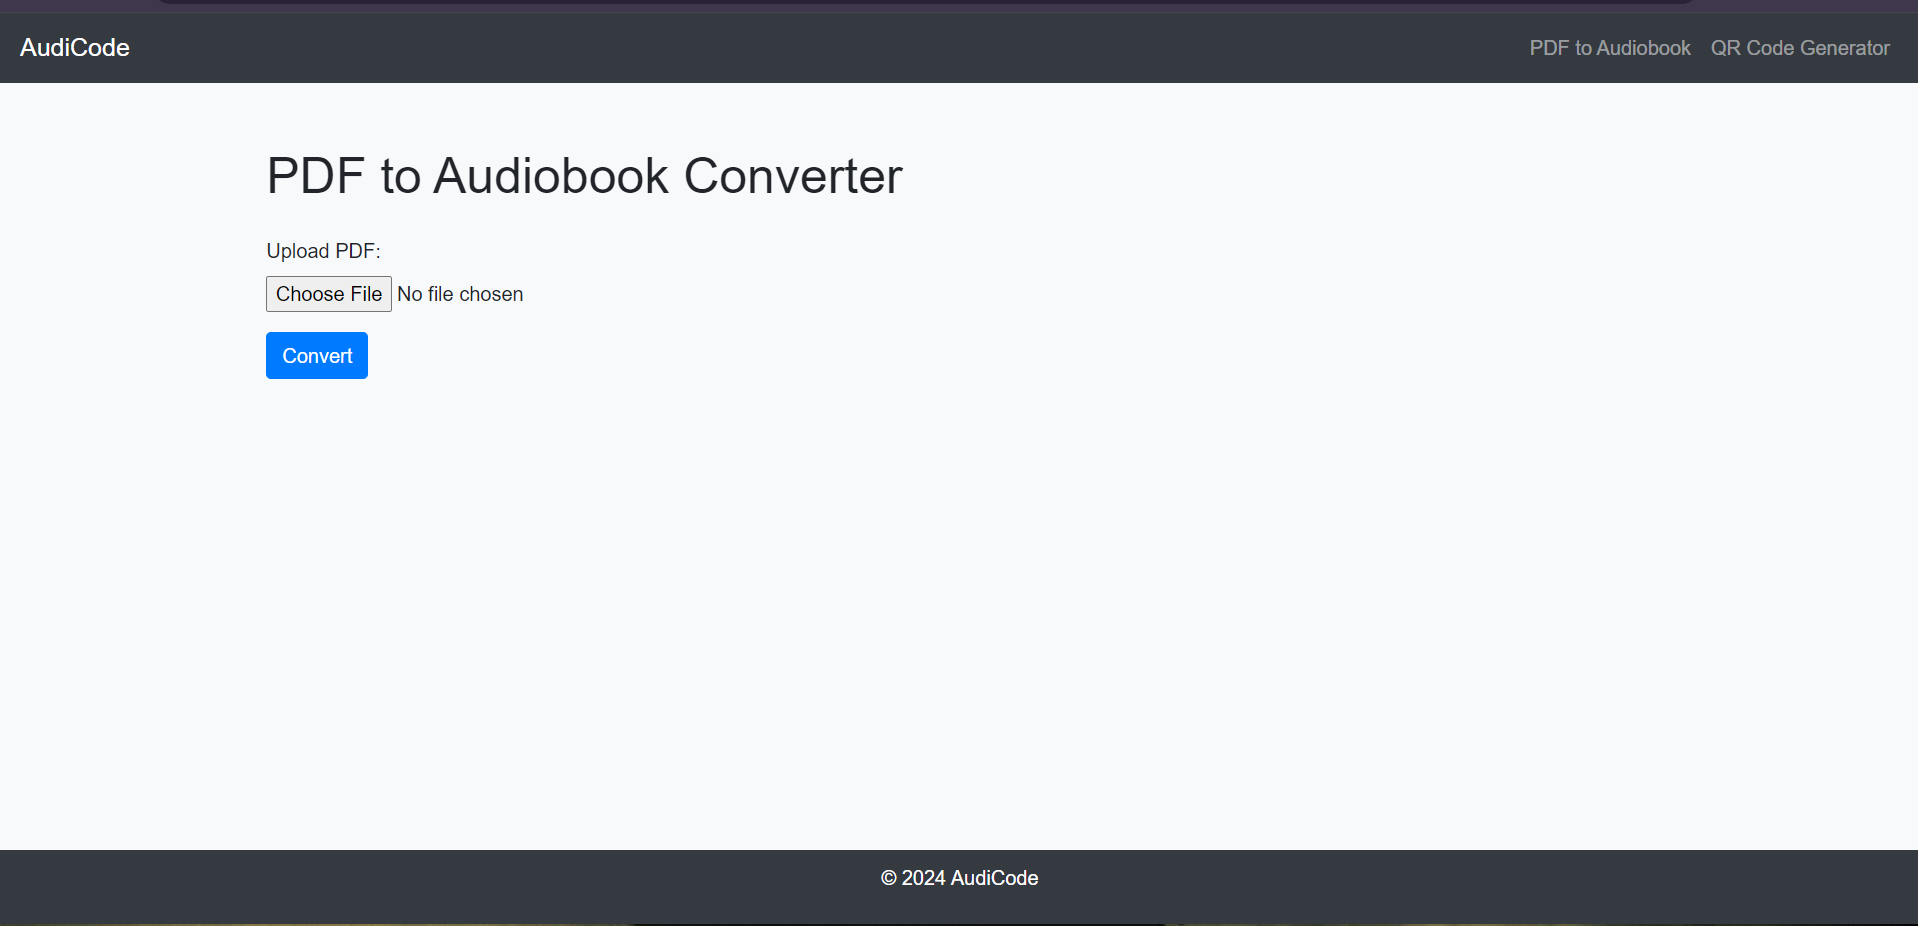 AudiCode
PDF to Audiobook QR Code Generator
PDF to Audiobook Converter
Upload PDF:
Choose File No file chosen
Convert
© 2024 AudiCode